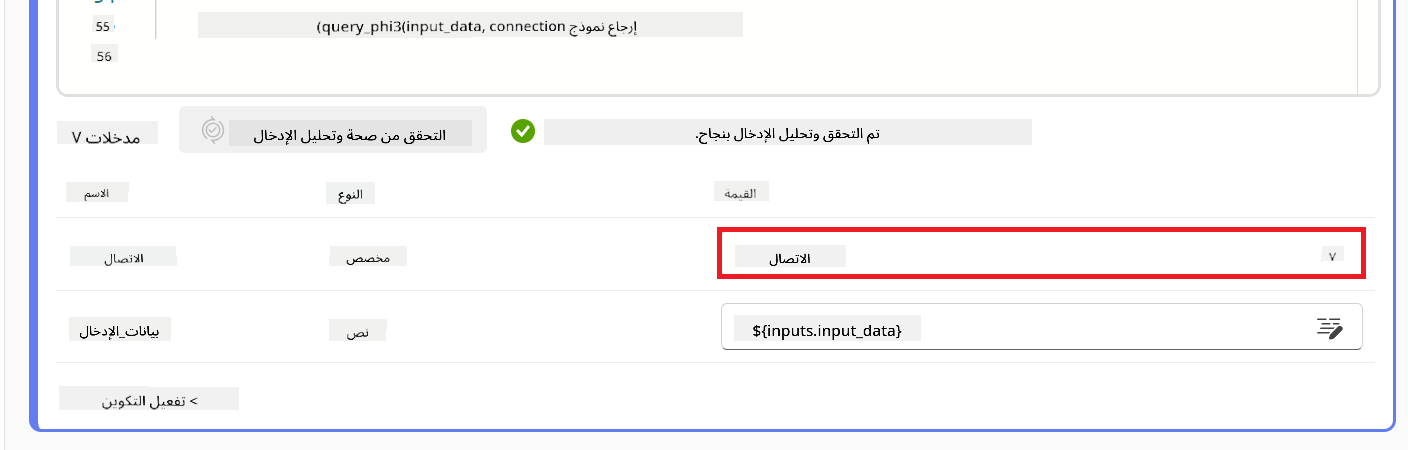 55
إرجاع نموذج query_phi3(input_data, connection)
56
مدخلات ٧
التحقق من صحة وتحليل الإدخال
تم التحقق وتحليل الإدخال بنجاح.
الاسم
النوع
القيمة
الاتصال
مخصص
الاتصال
٧
بيانات_الإدخال
نص
${inputs.input_data}
> تفعيل التكوين